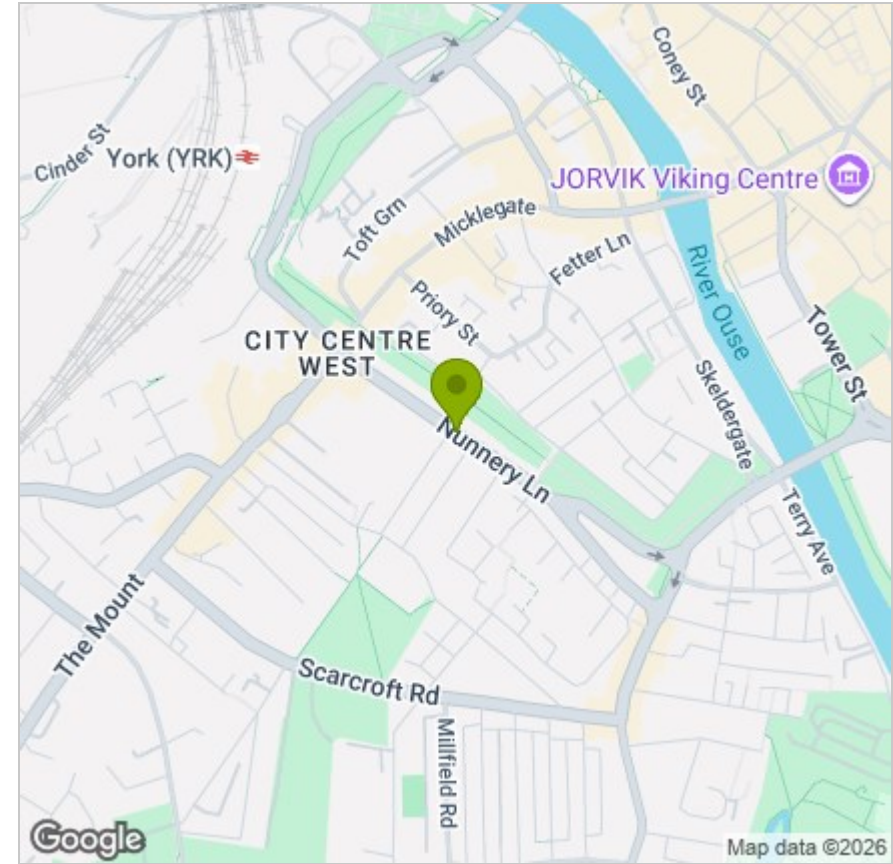 Coney St
Cinder St
York (YRK)
JORVIK Viking Centre
Toft Grn
Micklegate
Fetter Ln
River Ouse
Priory St
CITY CENTRE
WEST
Tower St
Skeldergate
Nunnery Ln
Terry Ave
The Mount
Scarcroft Rd
Millfield Rd
Google
Map data ©2026